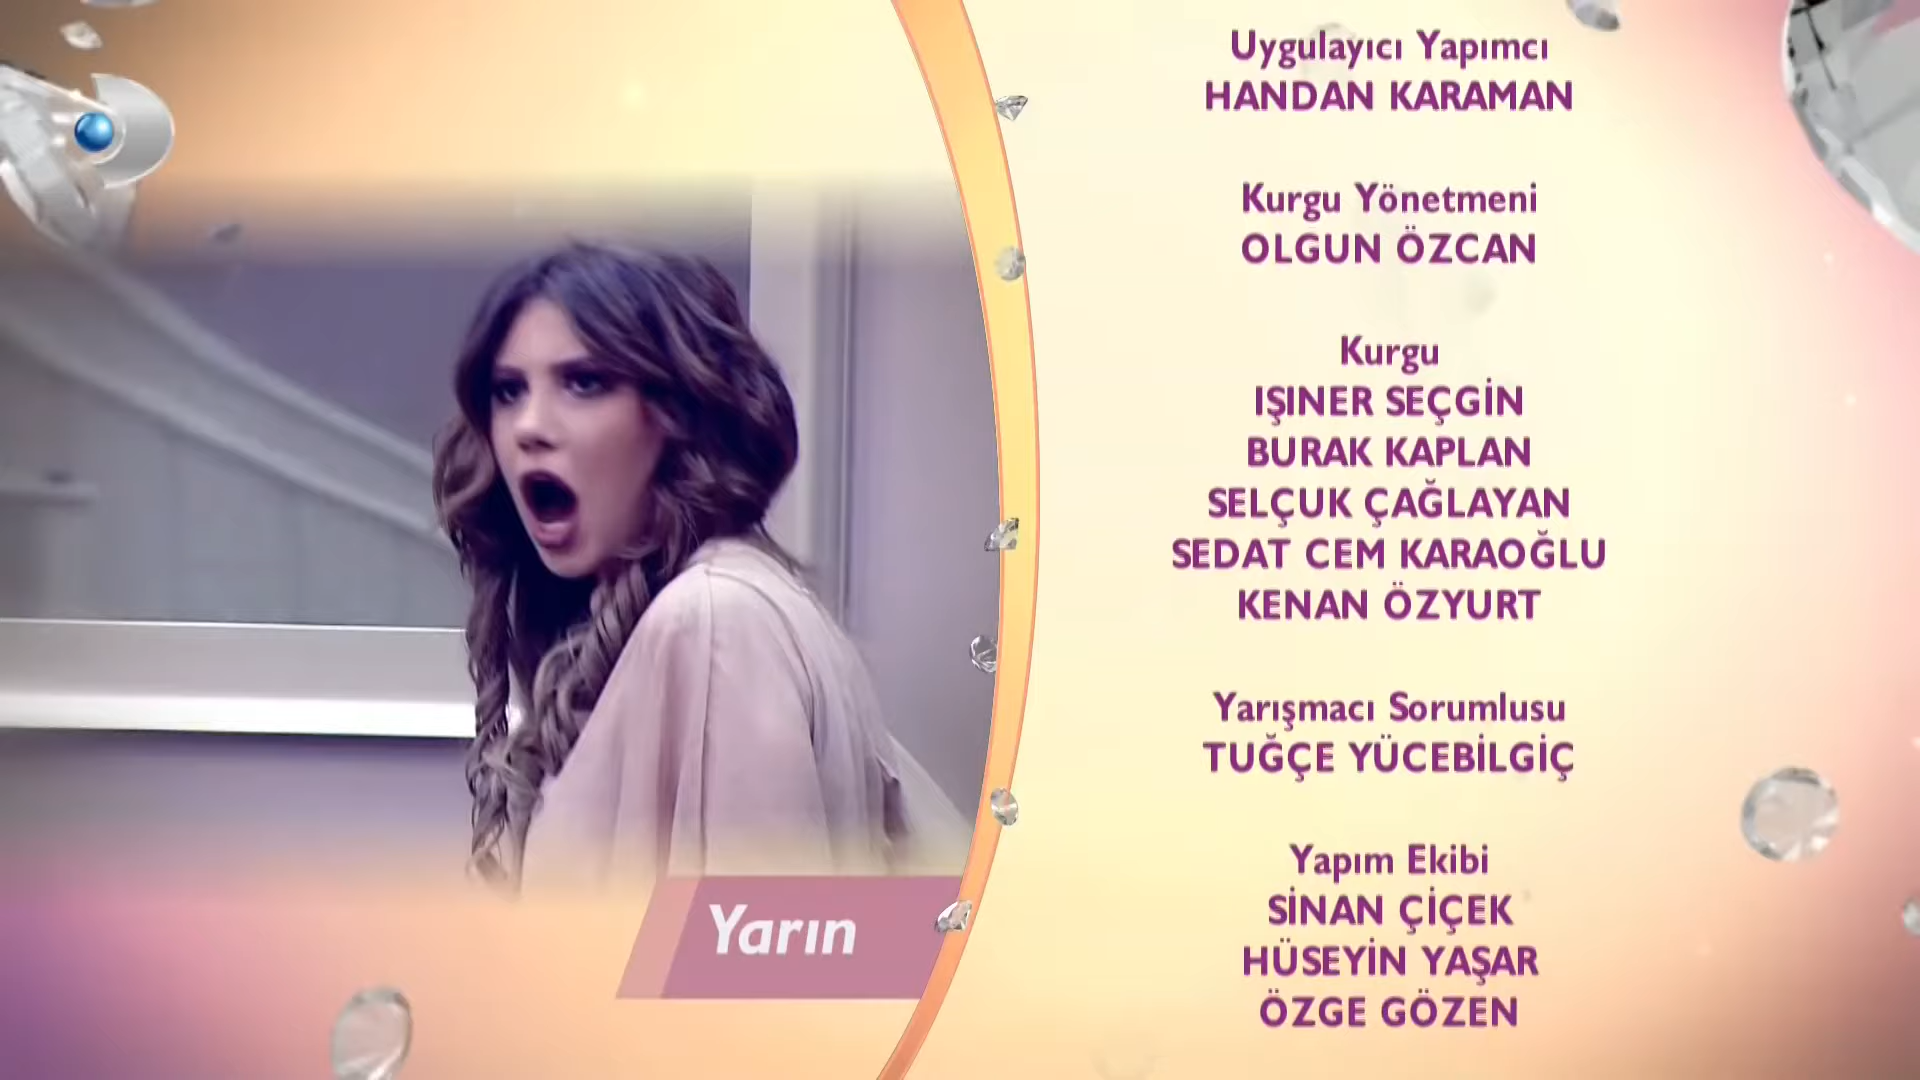 Uygulayıcı Yapımcı
HANDAN KARAMAN
Kurgu Yönetmeni
OLGUN ÖZCAN
Kurgu
IŞINER SEÇGİN
BURAK KAPLAN
SELÇUK ÇAĞLAYAN
SEDAT CEM KARAOĞLU
KENAN ÖZYURT
Yarışmacı Sorumlusu
TUĞÇE YÜCEBİLGİÇ
Yapım Ekibi
SİNAN ÇİÇEK
HÜSEYİN YAŞAR
ÖZGE GÖZEN
Yarın